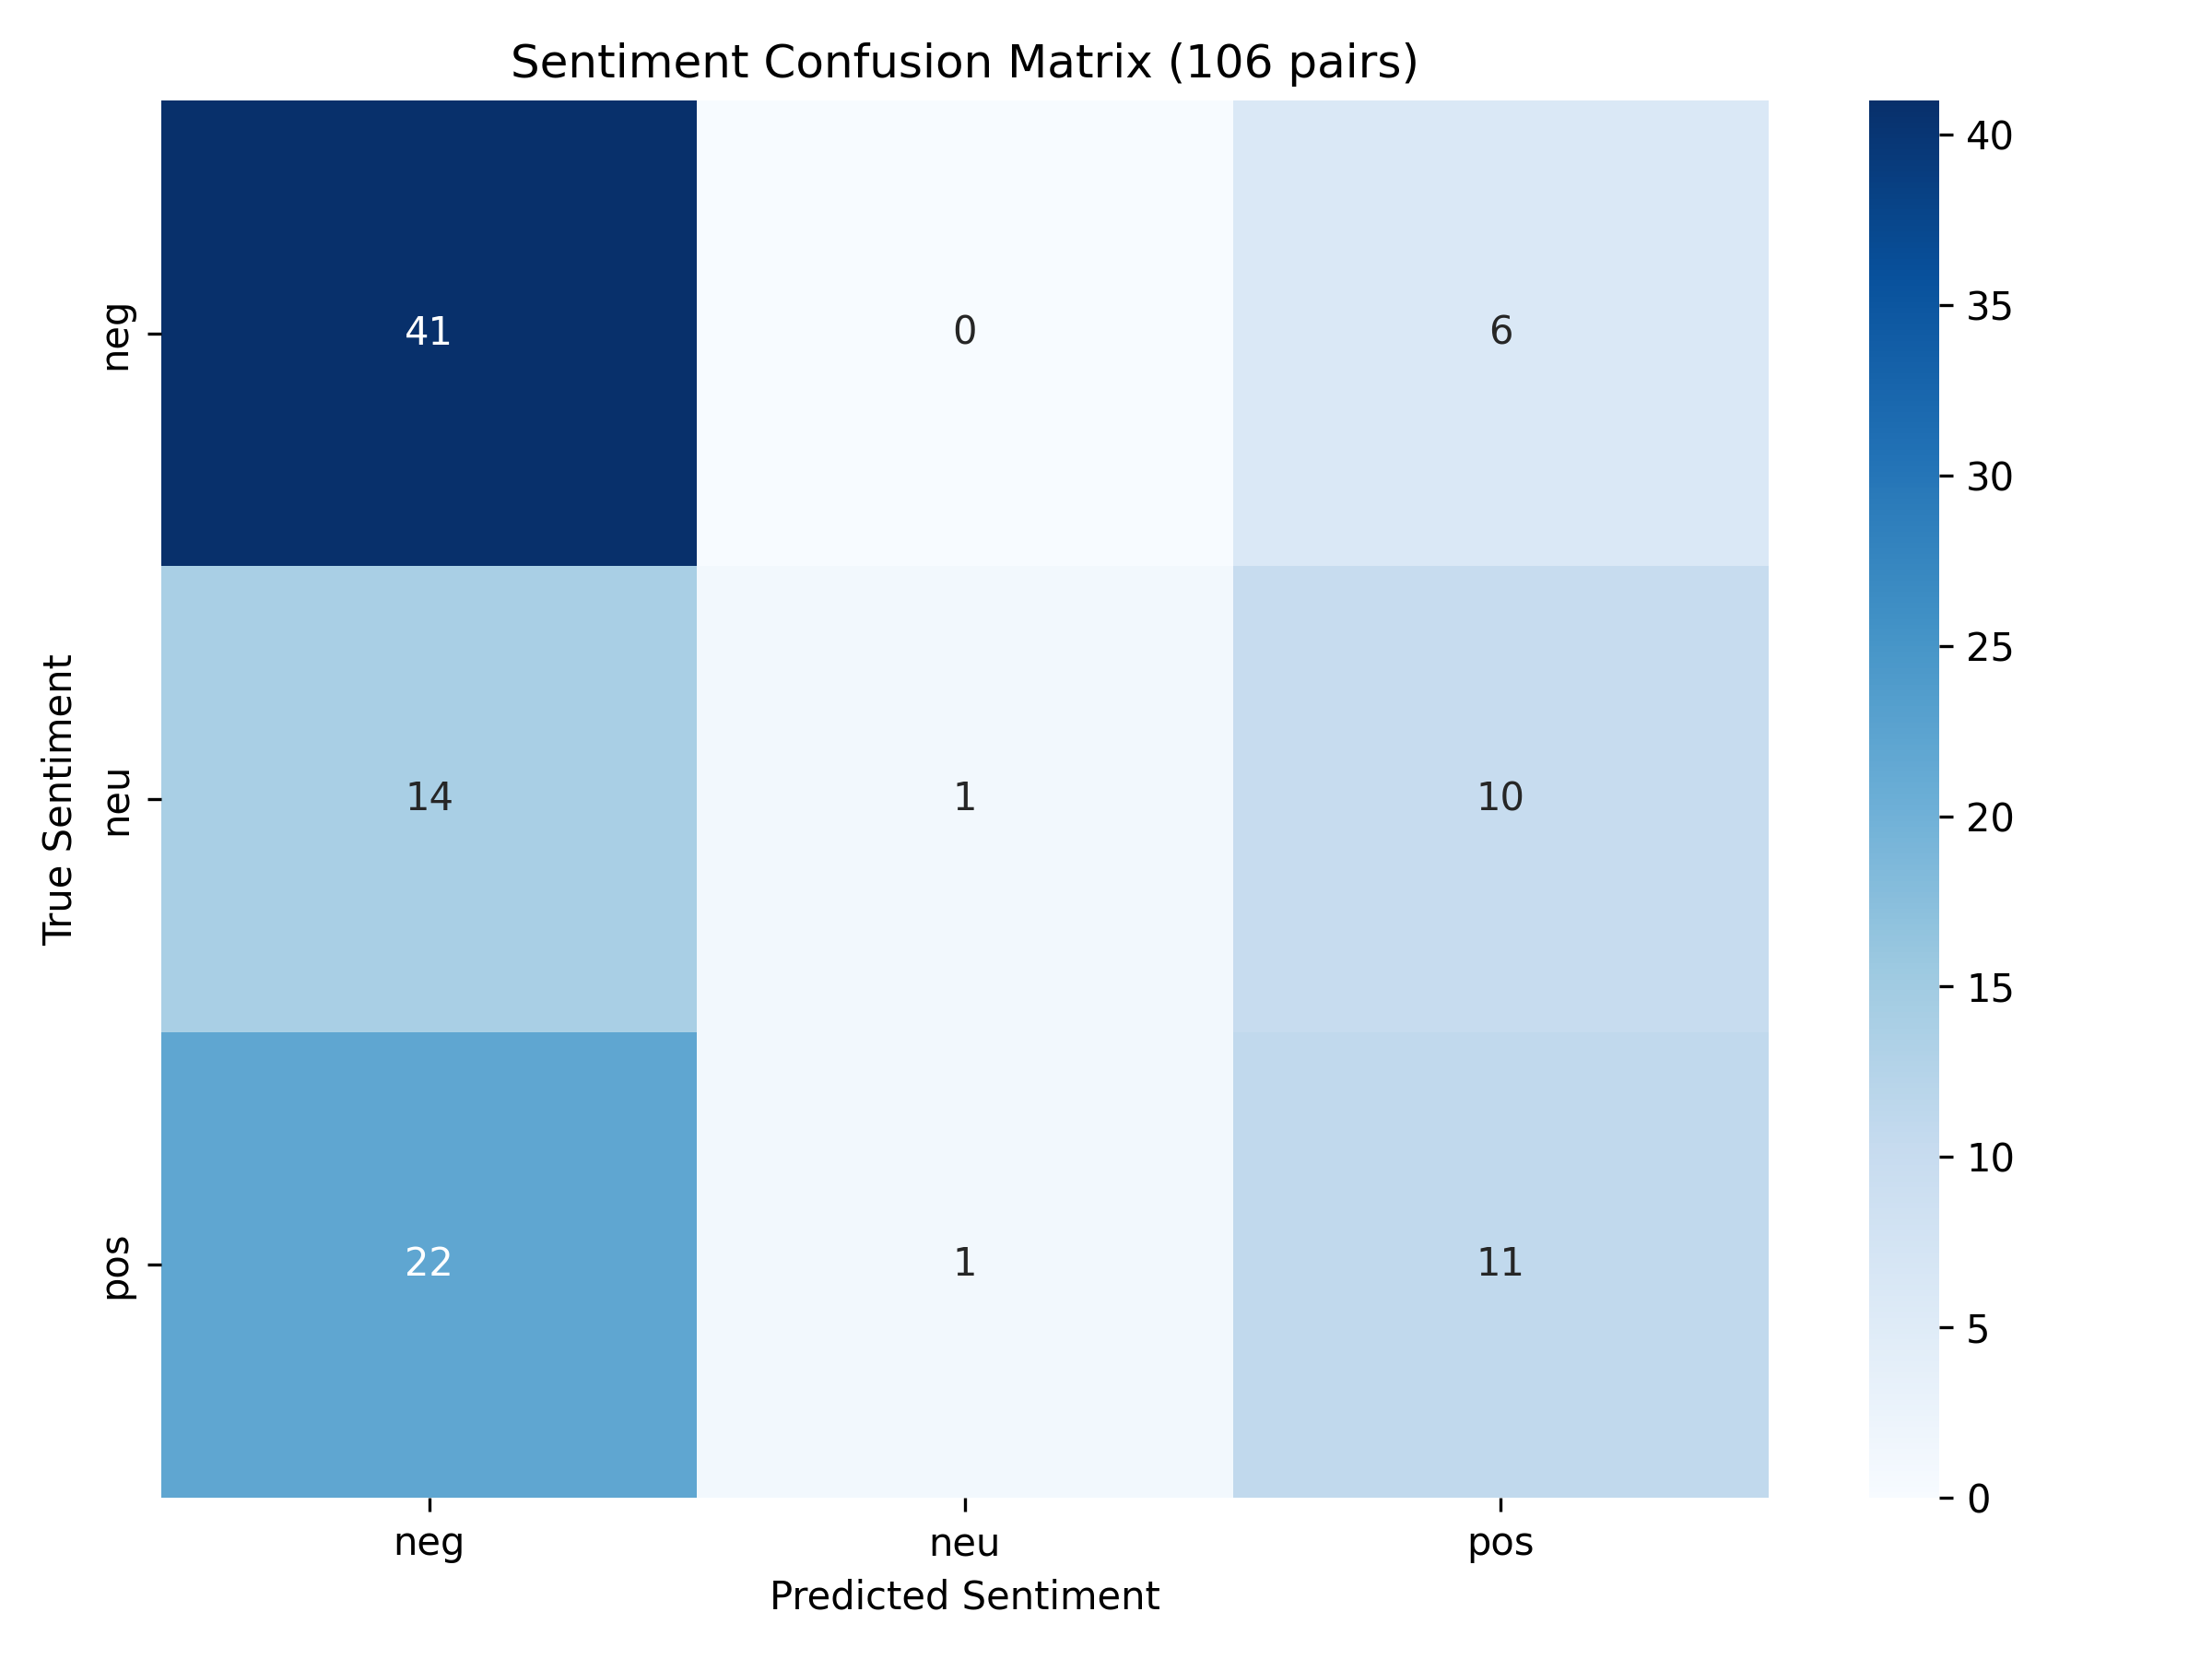 Sentiment Confusion Matrix (106 pairs)
True Sentiment
neg
41 0 6
neu
14 1 10
pos
22 1 11
neg neu pos
Predicted Sentiment
40
35
30
25
20
15
10
5
0